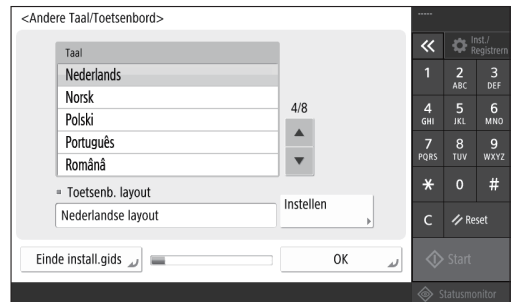 <Andere Taal/Toetsenbord>
Taal
Nederlands
Norsk
Polski
Português
Română
4/8
Toetsenb. layout
Nederlandse layout
Instellen
Einde install.gids
OK
-----
Inst./
Registrern
1 2 3
ABC DEF
4 5 6
GHI JKL MNO
7 8 9
PQRS TUV WXYZ
* 0 #
C Reset
Start
Statusmonitor